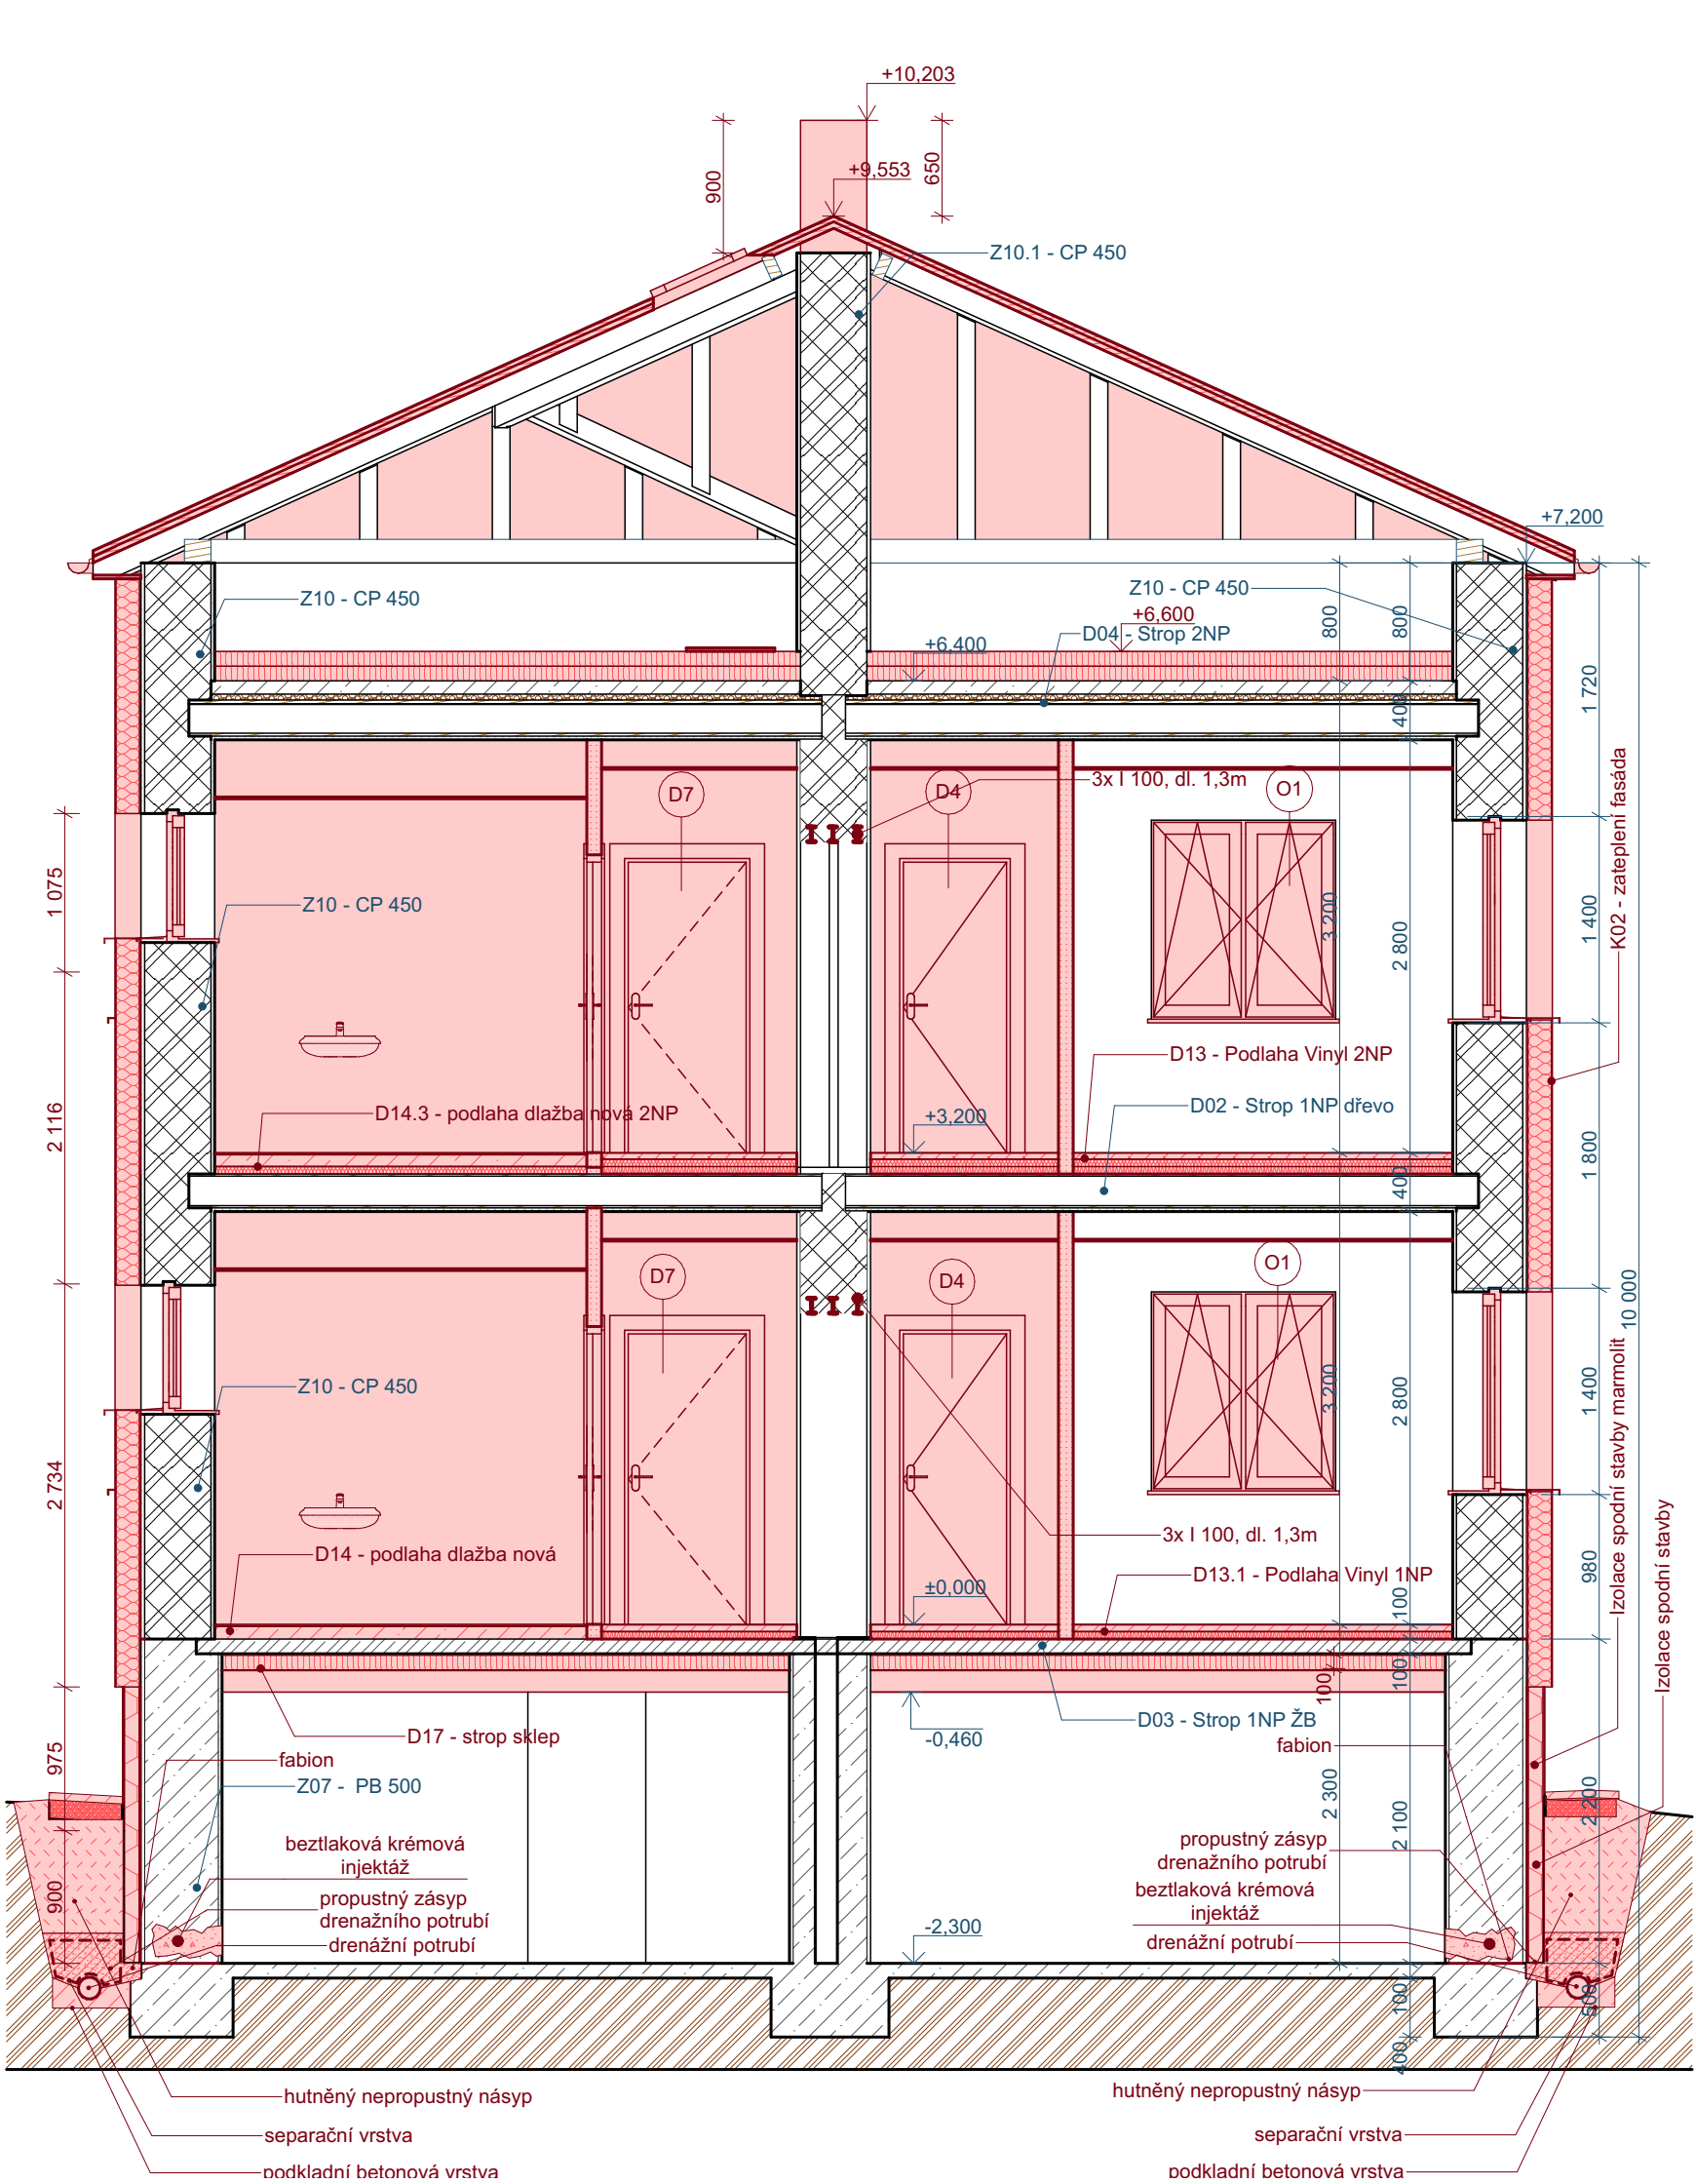 +10,203
900
+9,553
650
Z10.1 - CP 450
+7,200
Z10 - CP 450
Z10 - CP 450
+6,600
D04 - Strop 2NP
+6,400
800
800
1 720
400
3x I 100, dl. 1,3m
D7
D4
O1
K02 - zateplení fasáda
1 075
Z10 - CP 450
3 200
2 800
1 400
D13 - Podlaha Vinyl 2NP
D14.3 - podlaha dlažba nová 2NP
+3,200
D02 - Strop 1NP dřevo
2 116
1 800
400
D7
D4
O1
10 000
Z10 - CP 450
3 200
2 800
1 400
Izolace spodní stavby marmolit
2 734
3x I 100, dl. 1,3m
D14 - podlaha dlažba nová
±0,000
D13.1 - Podlaha Vinyl 1NP
980
100
Izolace spodní stavby
100
100
D17 - strop sklep
-0,460
D03 - Strop 1NP ŽB
fabion
fabion
975
Z07 - PB 500
2 300
2 100
2 200
beztlaková krémová
injektáž
propustný zásyp
drenažního potrubí
drenážní potrubí
900
propustný zásyp
drenažního potrubí
beztlaková krémová
injektáž
drenážní potrubí
-2,300
100
500
400
hutněný nepropustný násyp
hutněný nepropustný násyp
separační vrstva
separační vrstva
podkladní betonová vrstva
podkladní betonová vrstva